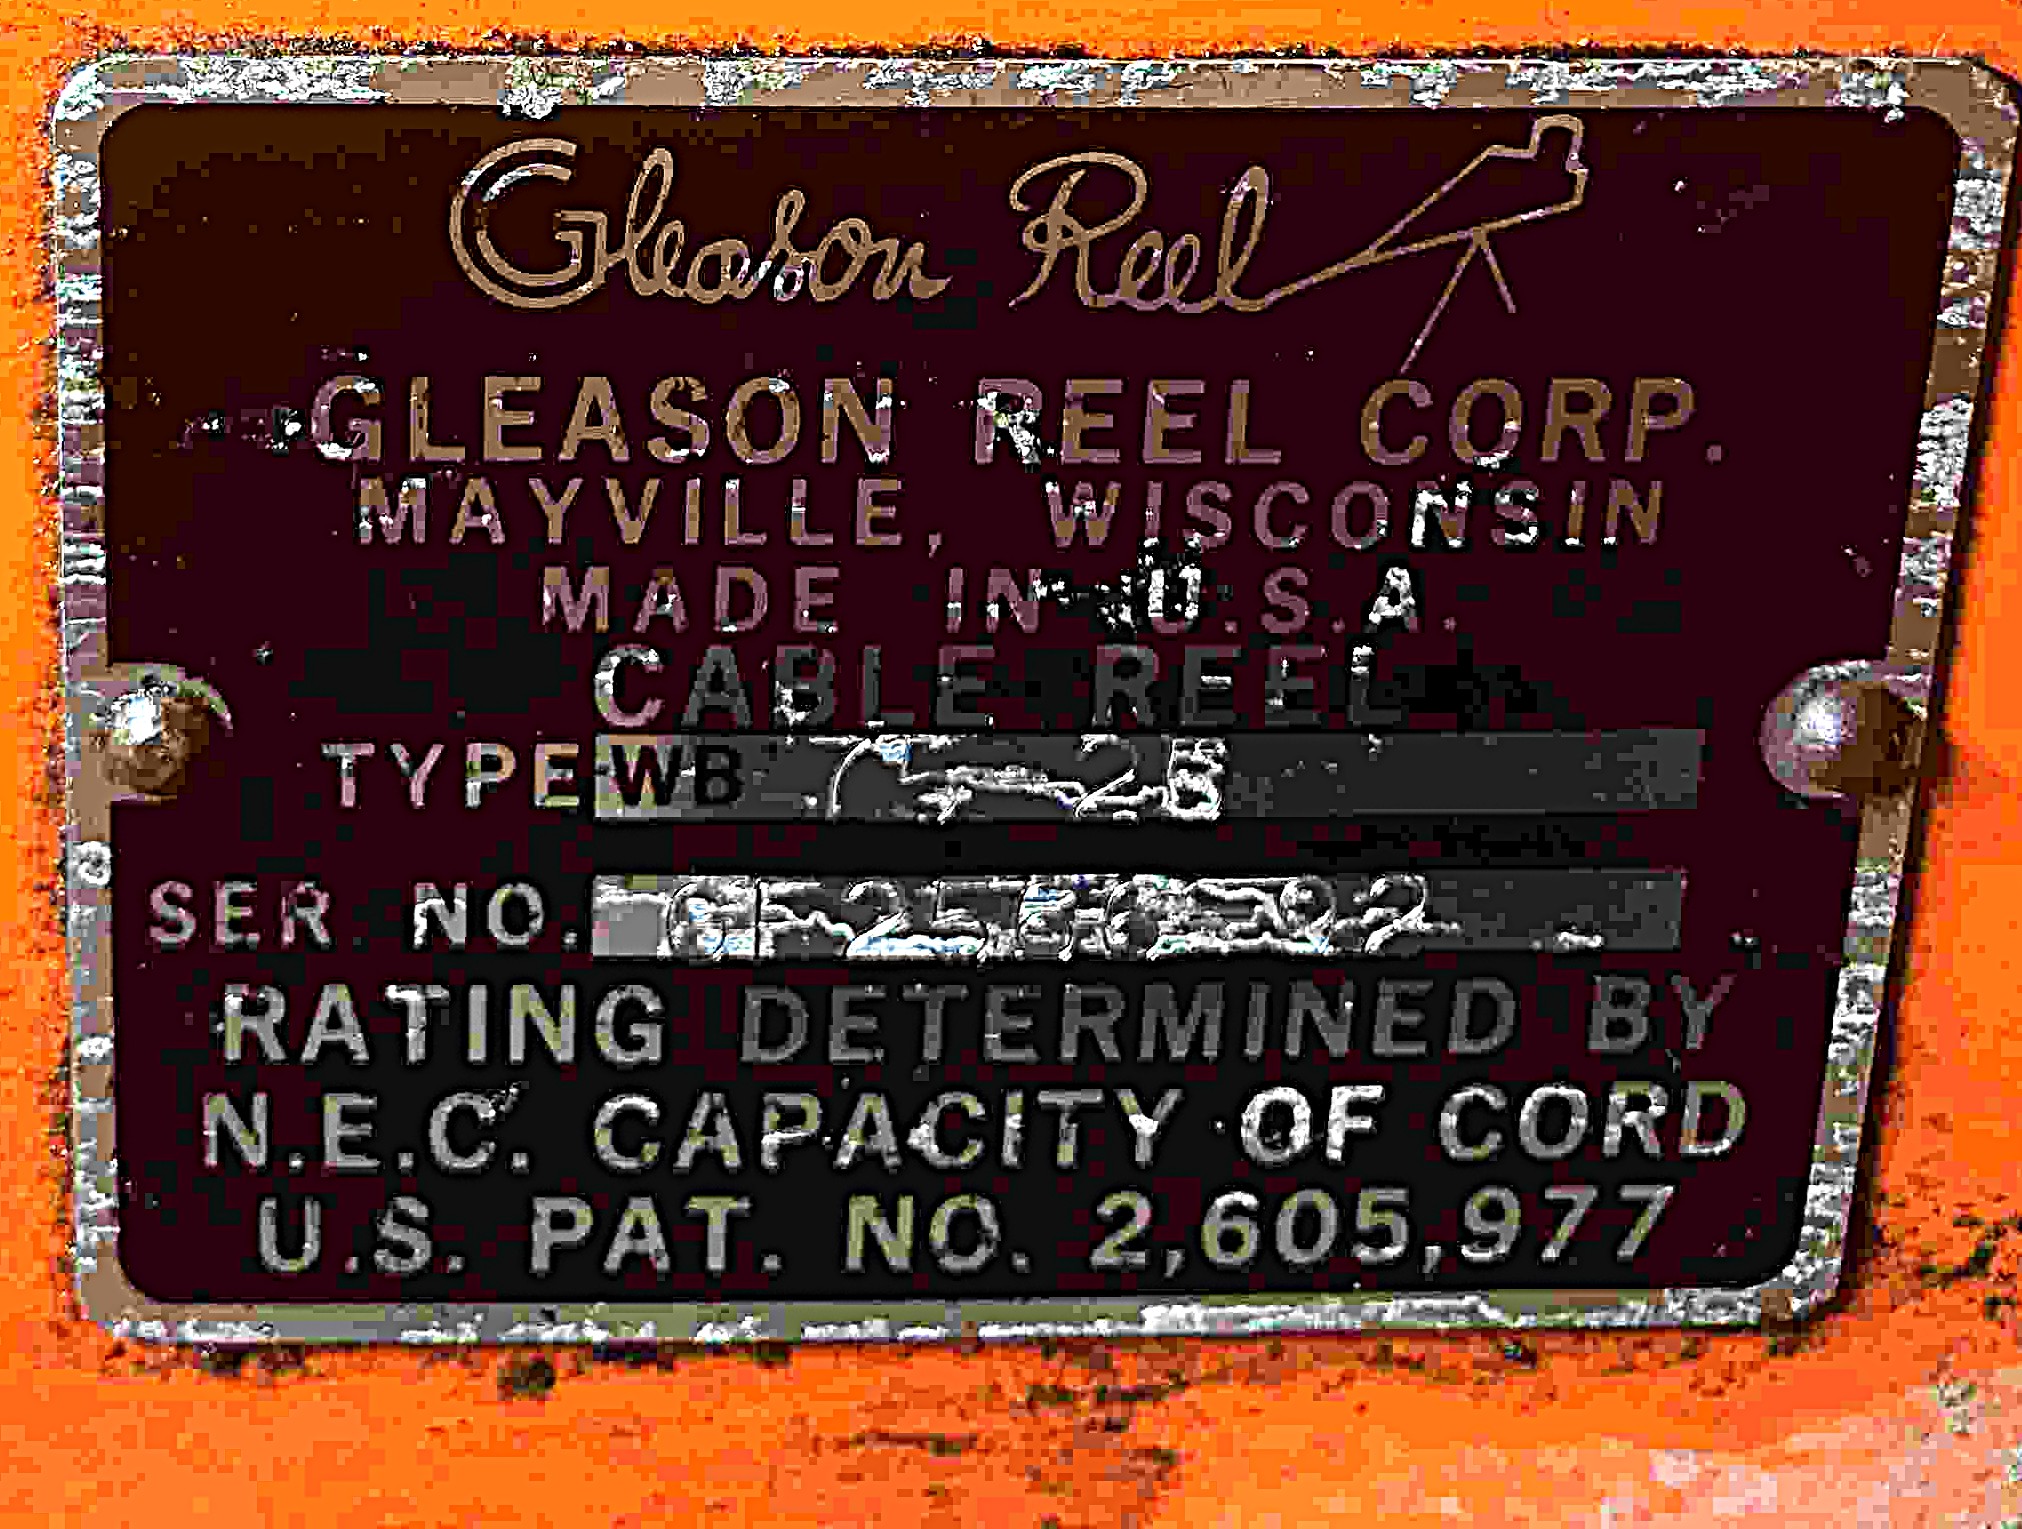 Gleason Reel
GLEASON REEL CORP.
MAYVILLE, WISCONSIN
MADE IN U.S.A.
CABLE REEL
TYPE WB
SER NO.
RATING DETERMINED BY
N.E.C. CAPACITY OF CORD
U.S. PAT. NO. 2,605,977